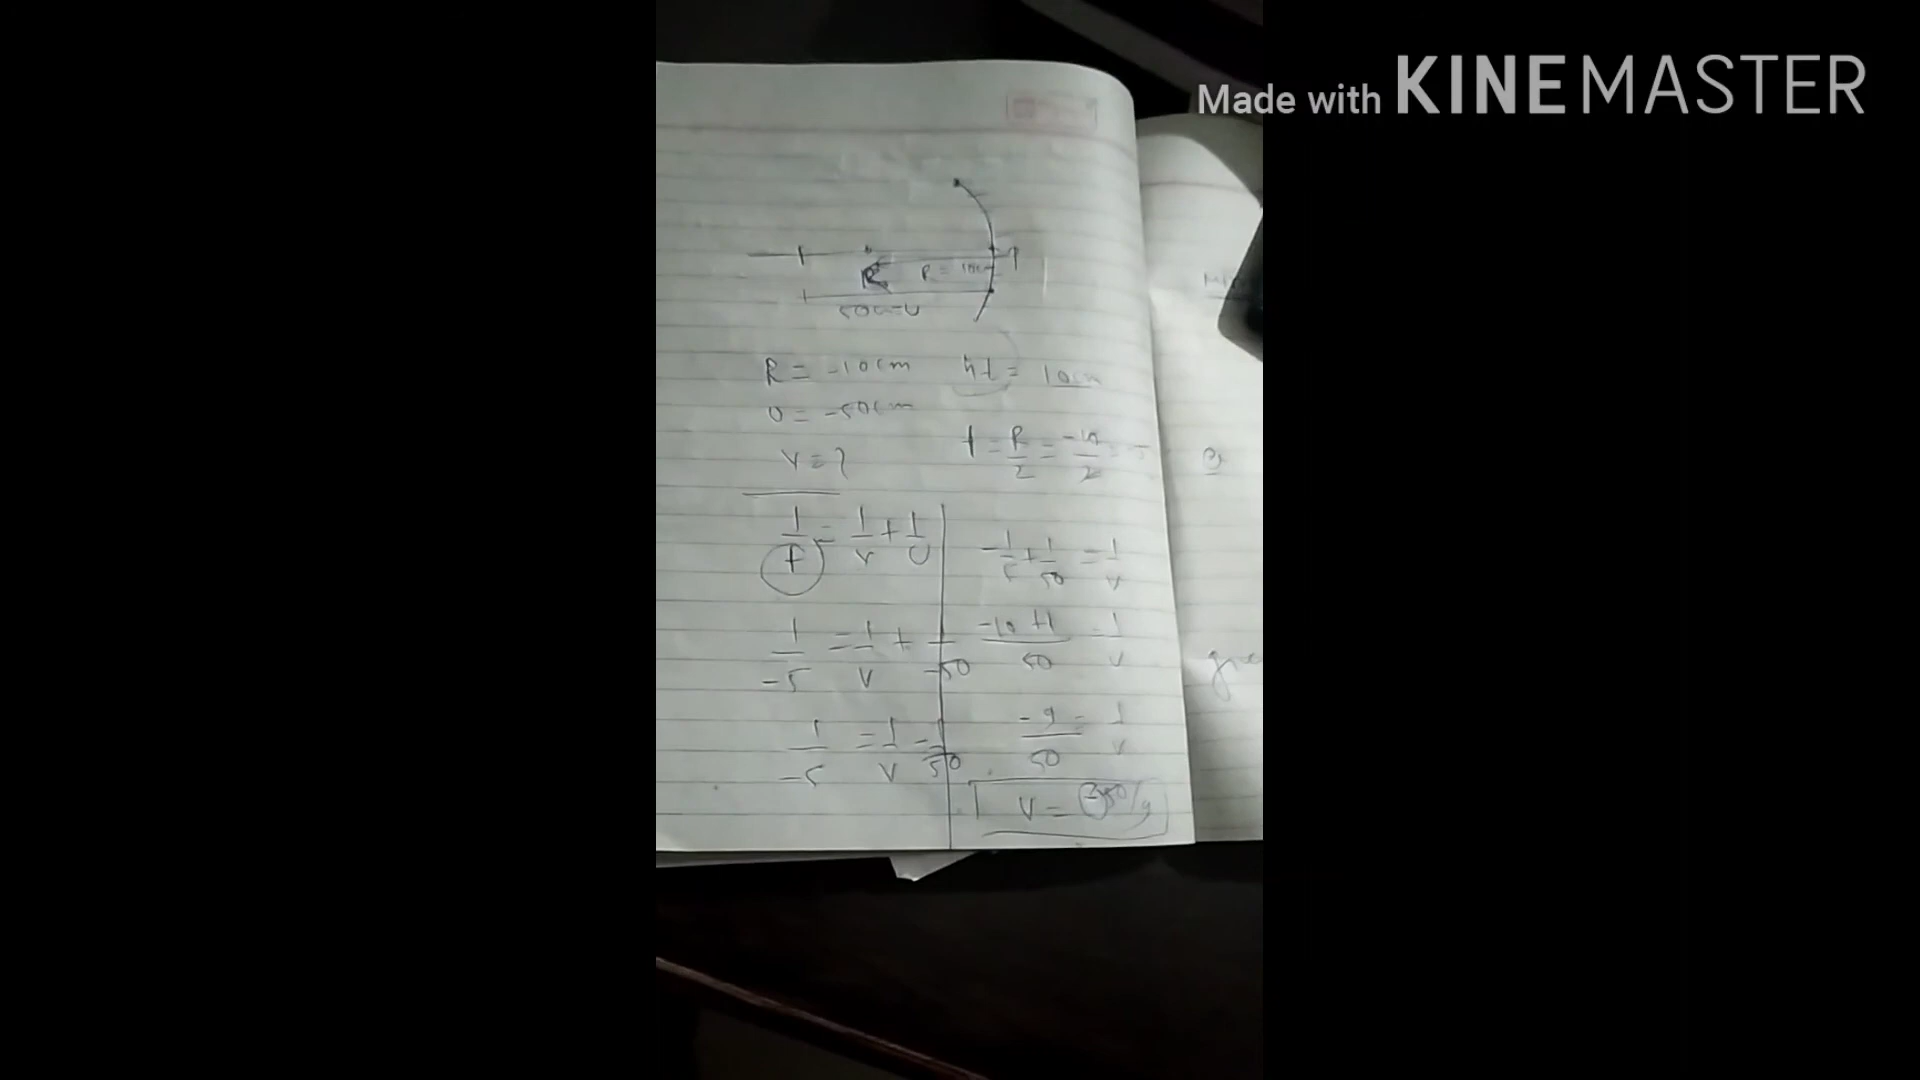 Made with KINEMASTER
R = 10cm
50cm = U
R = -10cm ht = 10cm
U = -50cm
f = R/2 = -10/2 =
v = ?
1/f = 1/v + 1/U
-1/5 + 1/50 = 1/v
1/-5 = 1/v + 1/-50
-10+1/50 = 1/v
1/-5 = 1/v - 1/50
-9/50 = 1/v
V = -50/9